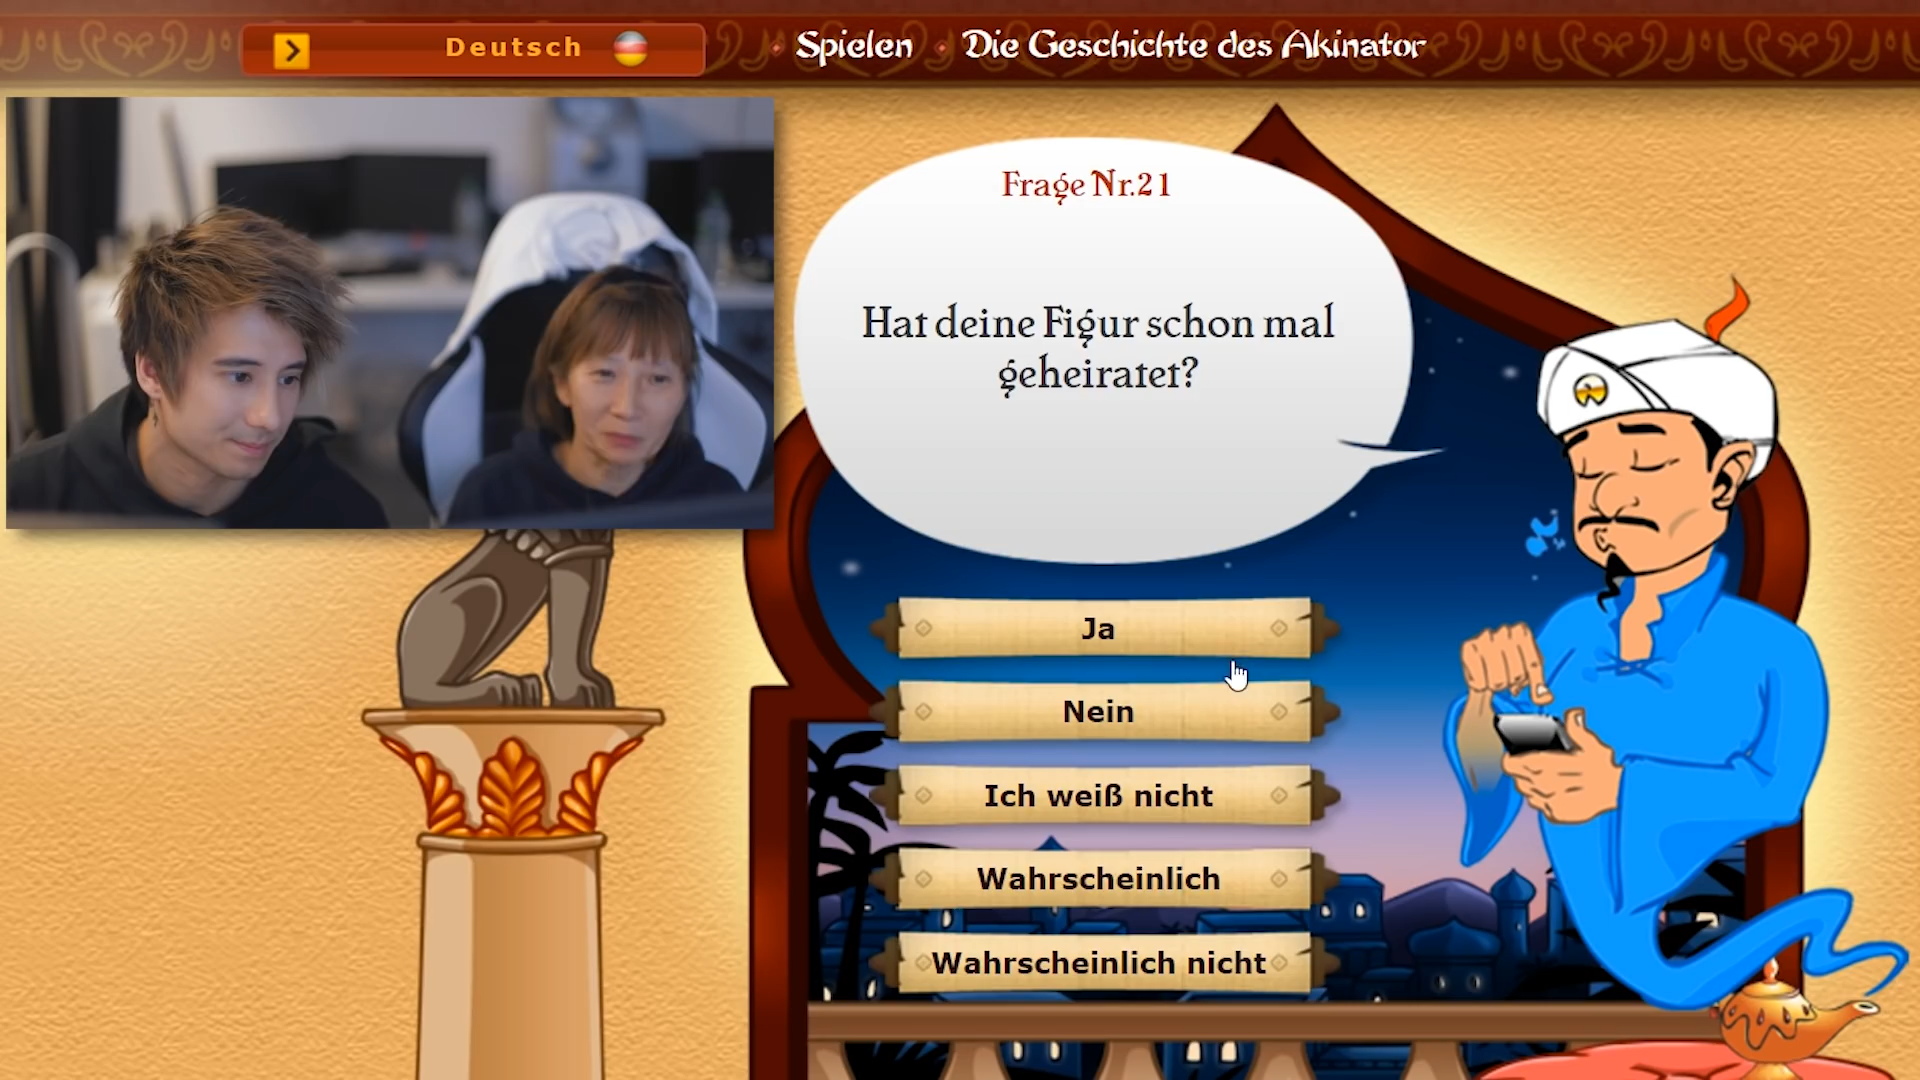 Deutsch
Spielen
Die Geschichte des Akinator
Frage Nr.21
Hat deine Figur schon mal
geheiratet?
Ja
Nein
Ich weiß nicht
Wahrscheinlich
Wahrscheinlich nicht